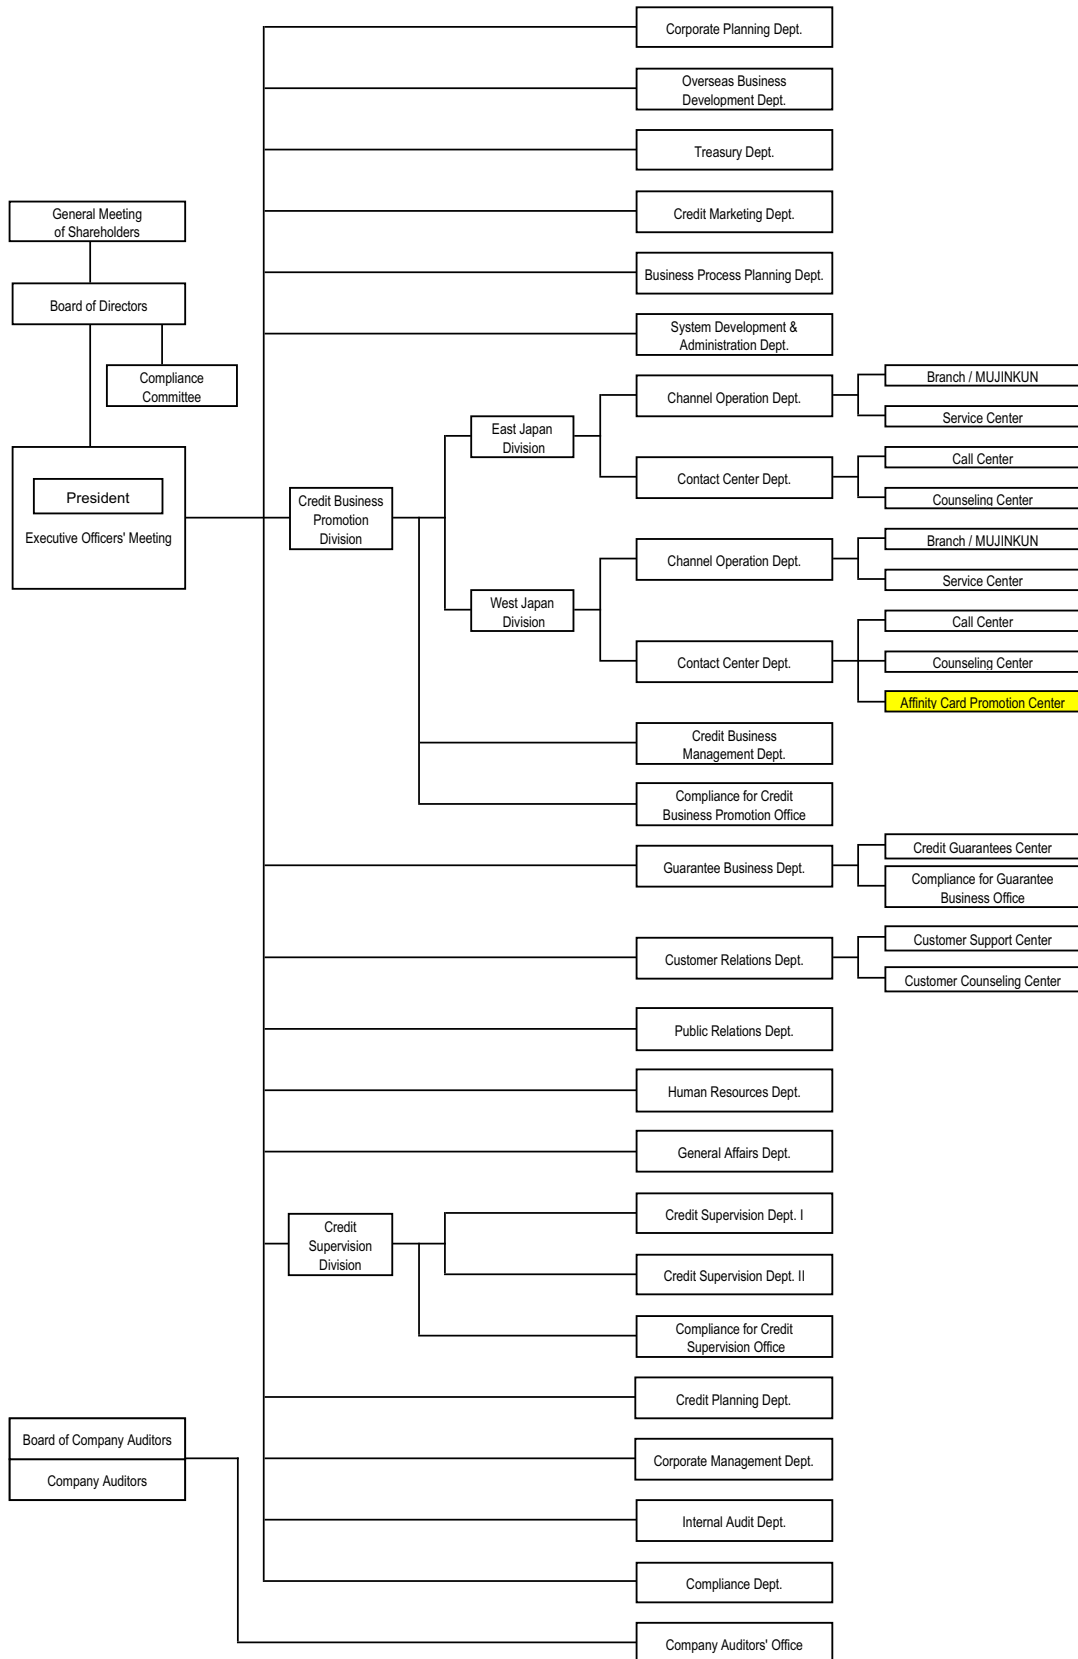 Corporate Planning Dept.
Overseas Business
Development Dept.
Treasury Dept.
General Meeting
of Shareholders
Credit Marketing Dept.
Business Process Planning Dept.
Board of Directors
System Development &
Administration Dept.
Compliance
Committee
Channel Operation Dept.
Branch / MUJINKUN
Service Center
East Japan
Division
Contact Center Dept.
Call Center
Counseling Center
President
Executive Officers' Meeting
Credit Business
Promotion
Division
Channel Operation Dept.
Branch / MUJINKUN
Service Center
West Japan
Division
Contact Center Dept.
Call Center
Counseling Center
Affinity Card Promotion Center
Credit Business
Management Dept.
Compliance for Credit
Business Promotion Office
Guarantee Business Dept.
Credit Guarantees Center
Compliance for Guarantee
Business Office
Customer Relations Dept.
Customer Support Center
Customer Counseling Center
Public Relations Dept.
Human Resources Dept.
General Affairs Dept.
Credit
Supervision
Division
Credit Supervision Dept. I
Credit Supervision Dept. II
Compliance for Credit
Supervision Office
Credit Planning Dept.
Board of Company Auditors
Company Auditors
Corporate Management Dept.
Internal Audit Dept.
Compliance Dept.
Company Auditors' Office